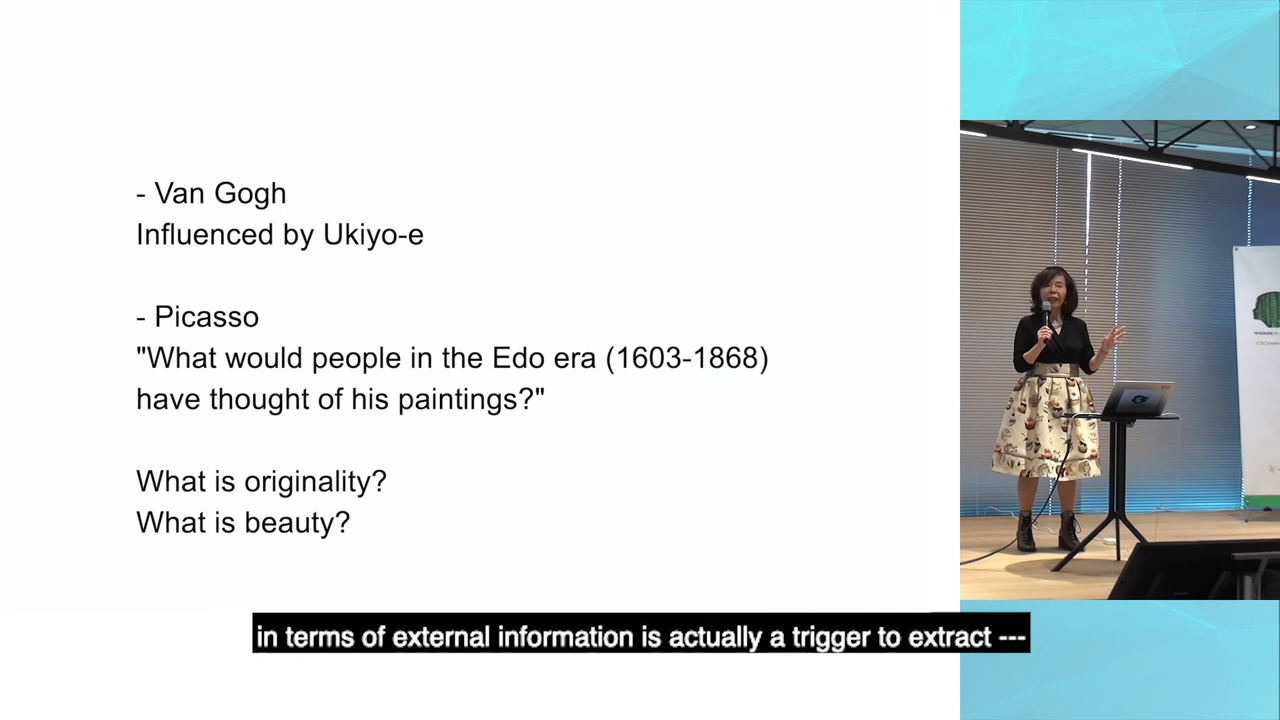 - Van Gogh
Influenced by Ukiyo-e
- Picasso
"What would people in the Edo era (1603-1868)
have thought of his paintings?"
What is originality?
What is beauty?
in terms of external information is actually a trigger to extract ---